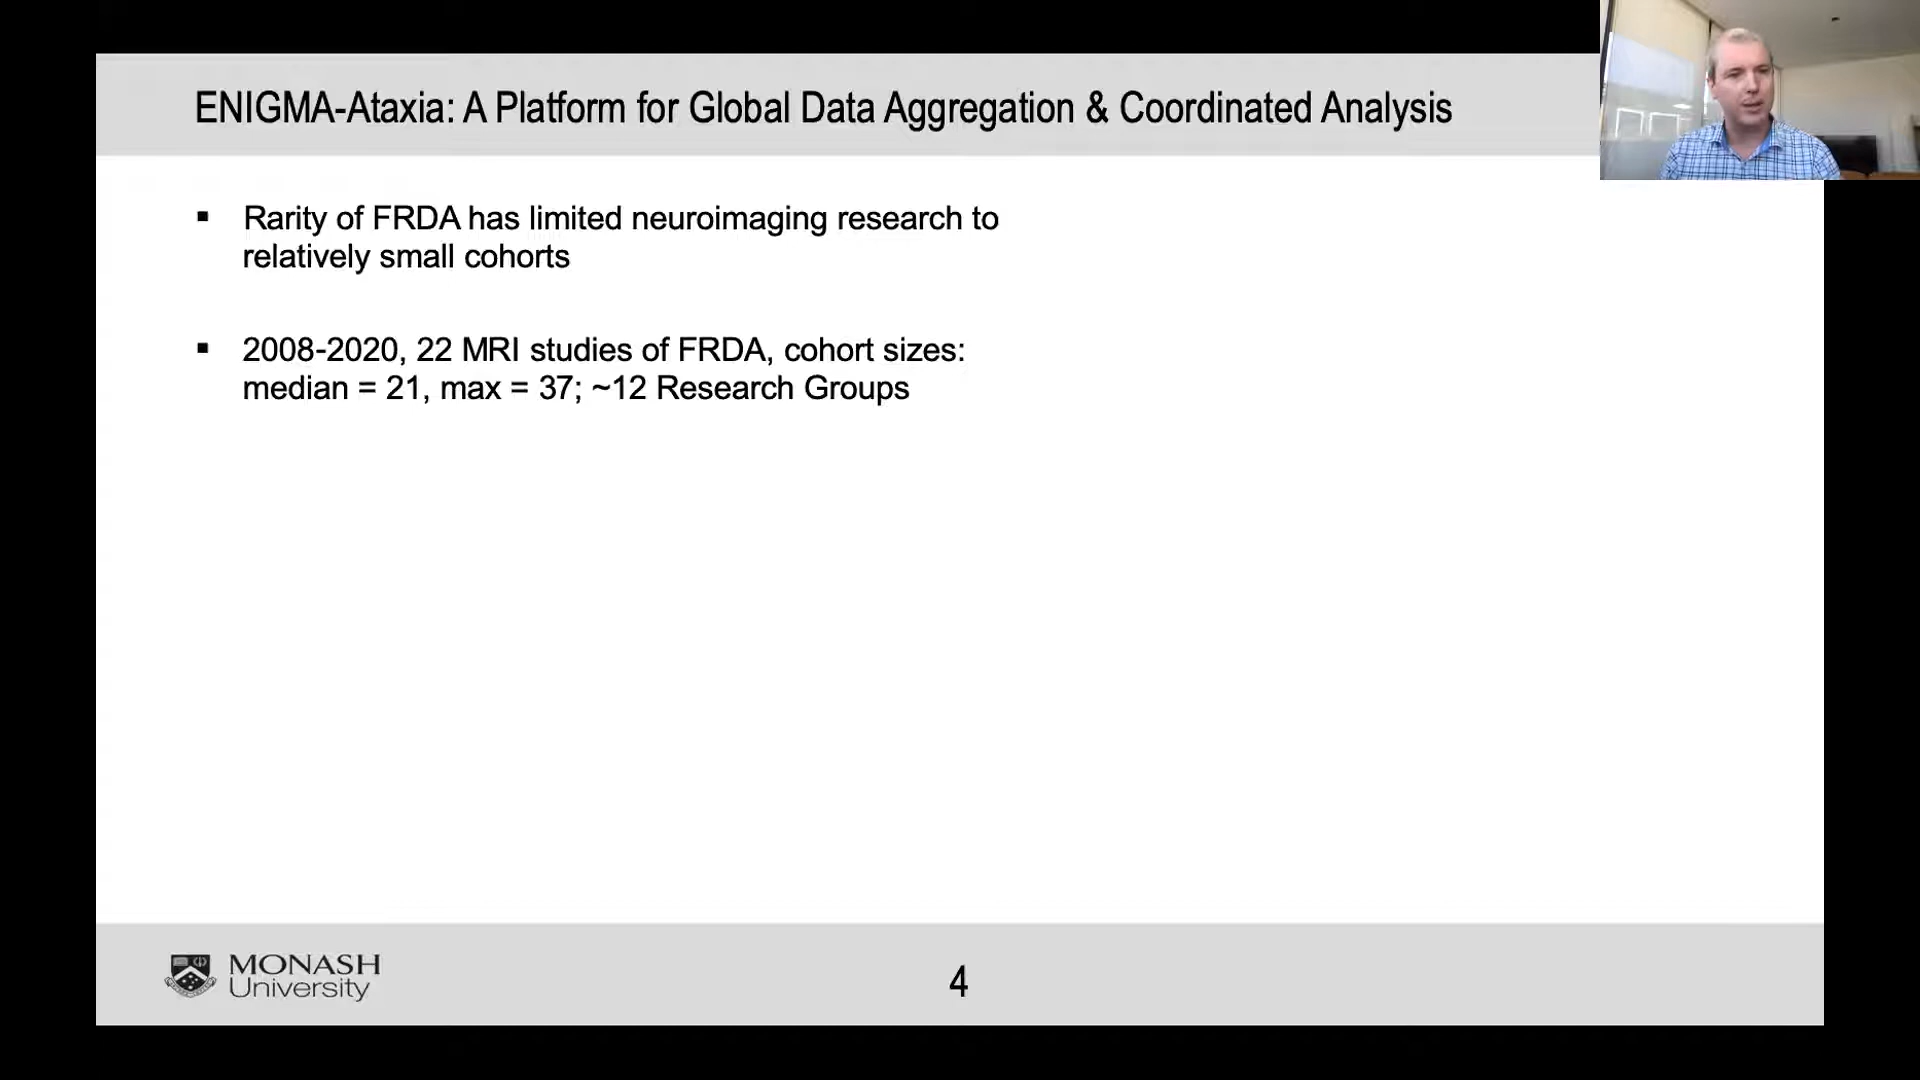 ENIGMA-Ataxia: A Platform for Global Data Aggregation & Coordinated Analysis
▪ Rarity of FRDA has limited neuroimaging research to
relatively small cohorts
▪ 2008-2020, 22 MRI studies of FRDA, cohort sizes:
median = 21, max = 37; ~12 Research Groups
MONASH
University
4